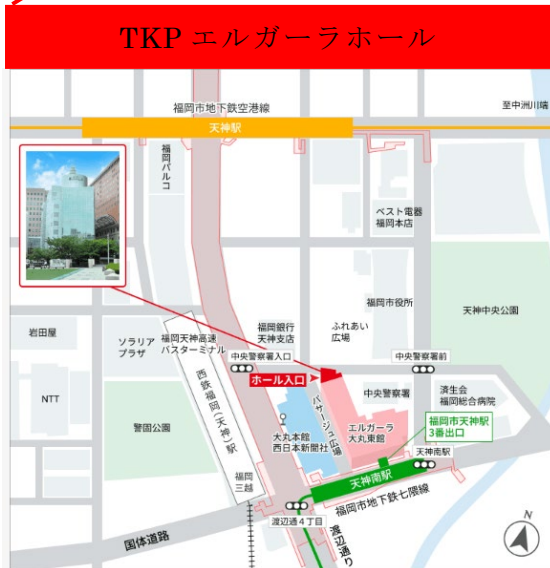 TKP エルガーラホール
福岡市地下鉄空港線
至中洲川端
天神駅
福岡パルコ
ベスト電器
福岡本店
福岡市役所
天神中央公園
岩田屋
ソラリア
プラザ
福岡天神高速
バスターミナル
福岡銀行
天神支店
ふれあい
広場
中央警察署入口
中央警察署前
西鉄福岡(天神)駅
ホール入口
中央警察署
済生会
福岡総合病院
NTT
警固公園
パサージュ広場
エルガーラ
大丸東館
福岡市天神駅
3番出口
大丸本館
西日本新聞社
天神南駅
天神南駅
福岡
三越
福岡市地下鉄七隈線
渡辺通4丁目
渡辺通り
国体道路
N